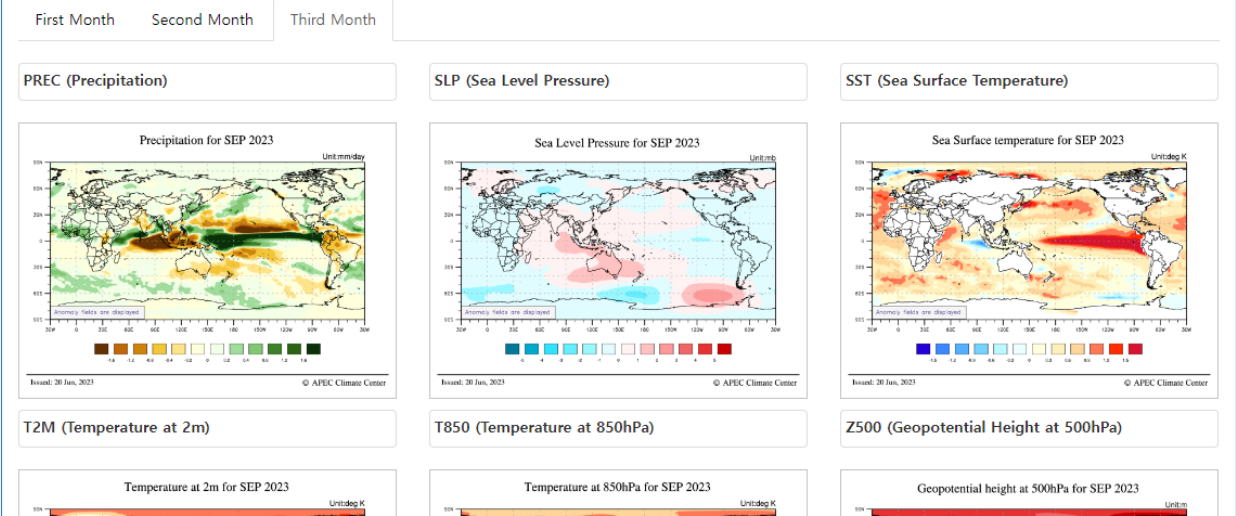 First Month Second Month Third Month
PREC (Precipitation)
SLP (Sea Level Pressure)
SST (Sea Surface Temperature)
Precipitation for SEP 2023
Unit:mm/day
Anomaly fields are displayed
Issued: 20 Jun, 2023
© APEC Climate Center
Sea Level Pressure for SEP 2023
Unit:mb
Anomaly fields are displayed
Issued: 20 Jun, 2023
© APEC Climate Center
Sea Surface temperature for SEP 2023
Unit:deg K
Anomaly fields are displayed
Issued: 20 Jun, 2023
© APEC Climate Center
T2M (Temperature at 2m)
T850 (Temperature at 850hPa)
Z500 (Geopotential Height at 500hPa)
Temperature at 2m for SEP 2023
Unit:deg K
Temperature at 850hPa for SEP 2023
Unit:deg K
Geopotential height at 500hPa for SEP 2023
Unit:m